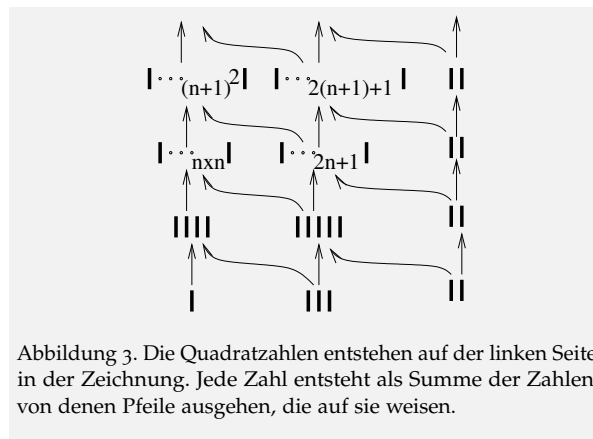 |···(n+1)2| |···2(n+1)+1 | ||
|···nxn| |···2n+1| ||
|||| ||||| ||
| ||| ||
Abbildung 3. Die Quadratzahlen entstehen auf der linken Seite
in der Zeichnung. Jede Zahl entsteht als Summe der Zahlen
von denen Pfeile ausgehen, die auf sie weisen.